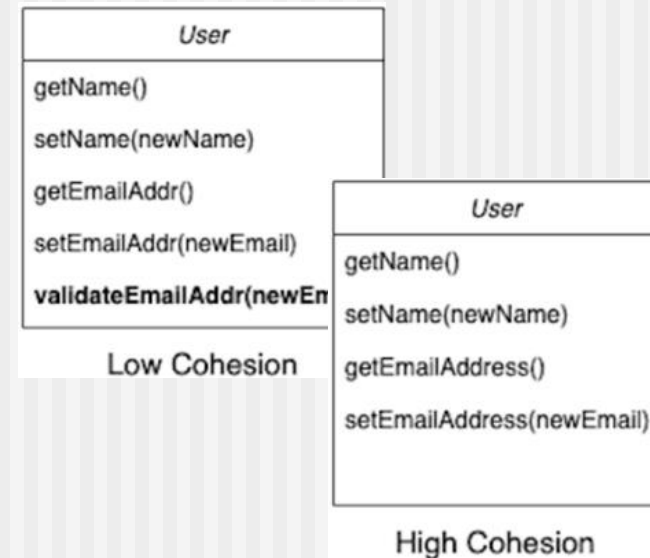 User
getName()
setName(newName)
getEmailAddr()
setEmailAddr(newEmail)
validateEmailAddr(newEm
Low Cohesion
User
getName()
setName(newName)
getEmailAddress()
setEmailAddress(newEmail)
High Cohesion